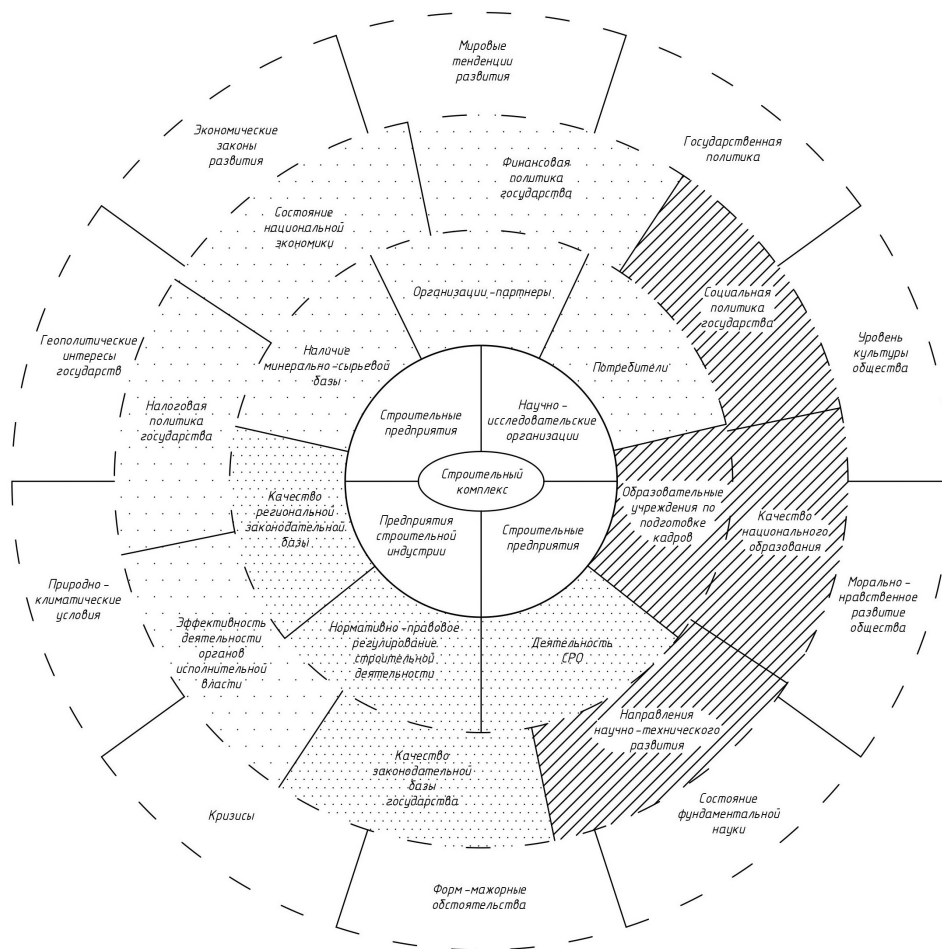 Мировые
тенденции
развития
Экономические
законы
развития
Государственная
политика
Финансовая
политика
государства
Состояние
национальной
экономики
Организации-партнеры
Социальная
политика
государства
Геополитические
интересы
государств
Наличие
минерально-сырьевой
базы
Потребители
Уровень
культуры
общества
Налоговая
политика
государства
Строительные
предприятия
Научно-
исследовательские
организации
Строительный
комплекс
Качество
региональной
законодательной
базы
Предприятия
строительной
индустрии
Строительные
предприятия
Образовательные
учреждения по
подготовке
кадров
Качество
национального
образования
Природно-
климатические
условия
Морально-
нравственное
развитие
общества
Эффективность
деятельности
органов
исполнительной
власти
Нормативно-правовое
регулирование
строительной
деятельности
Деятельность
СРО
Направления
научно-технического
развития
Качество
законодательной
базы
государства
Кризисы
Состояние
фундаментальной
науки
Форм-мажорные
обстоятельства